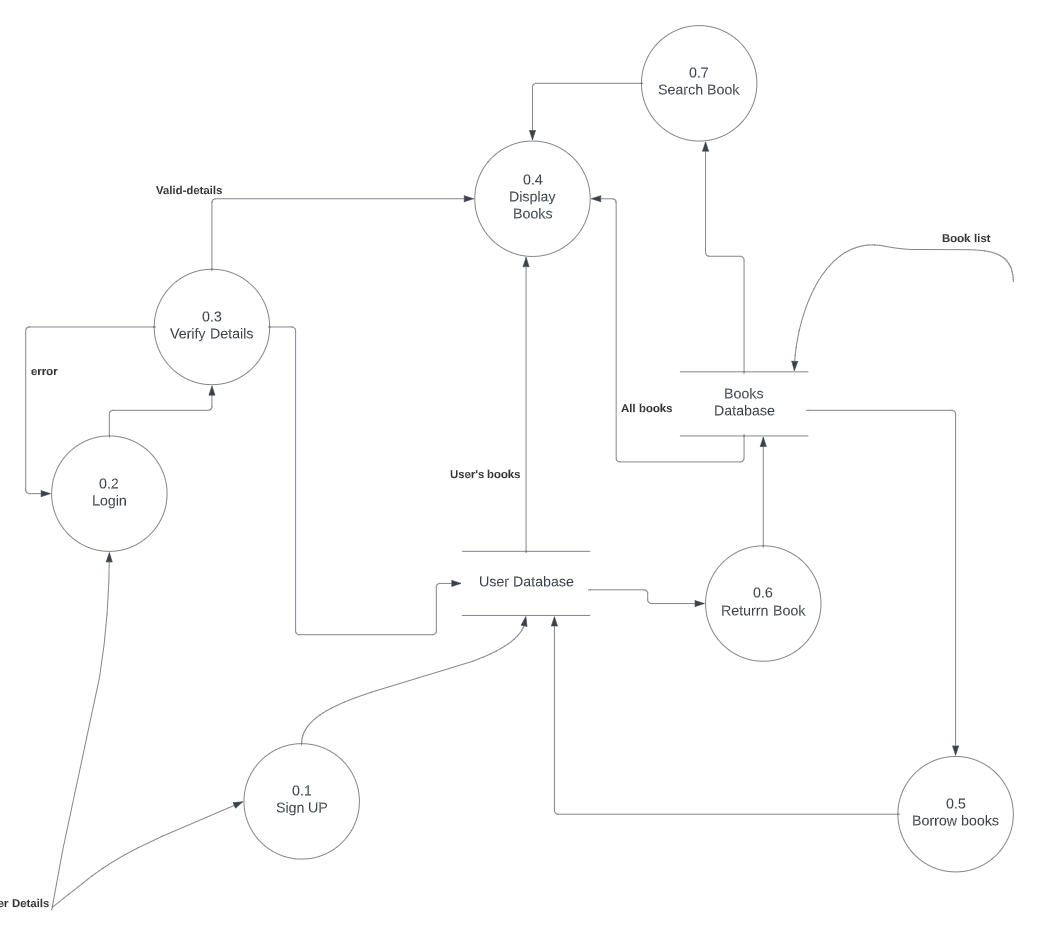 0.7
Search Book
0.4
Display
Books
Valid-details
Book list
0.3
Verify Details
error
Books
Database
All books
User's books
0.2
Login
User Database
0.6
Returrn Book
0.1
Sign UP
0.5
Borrow books
er Details